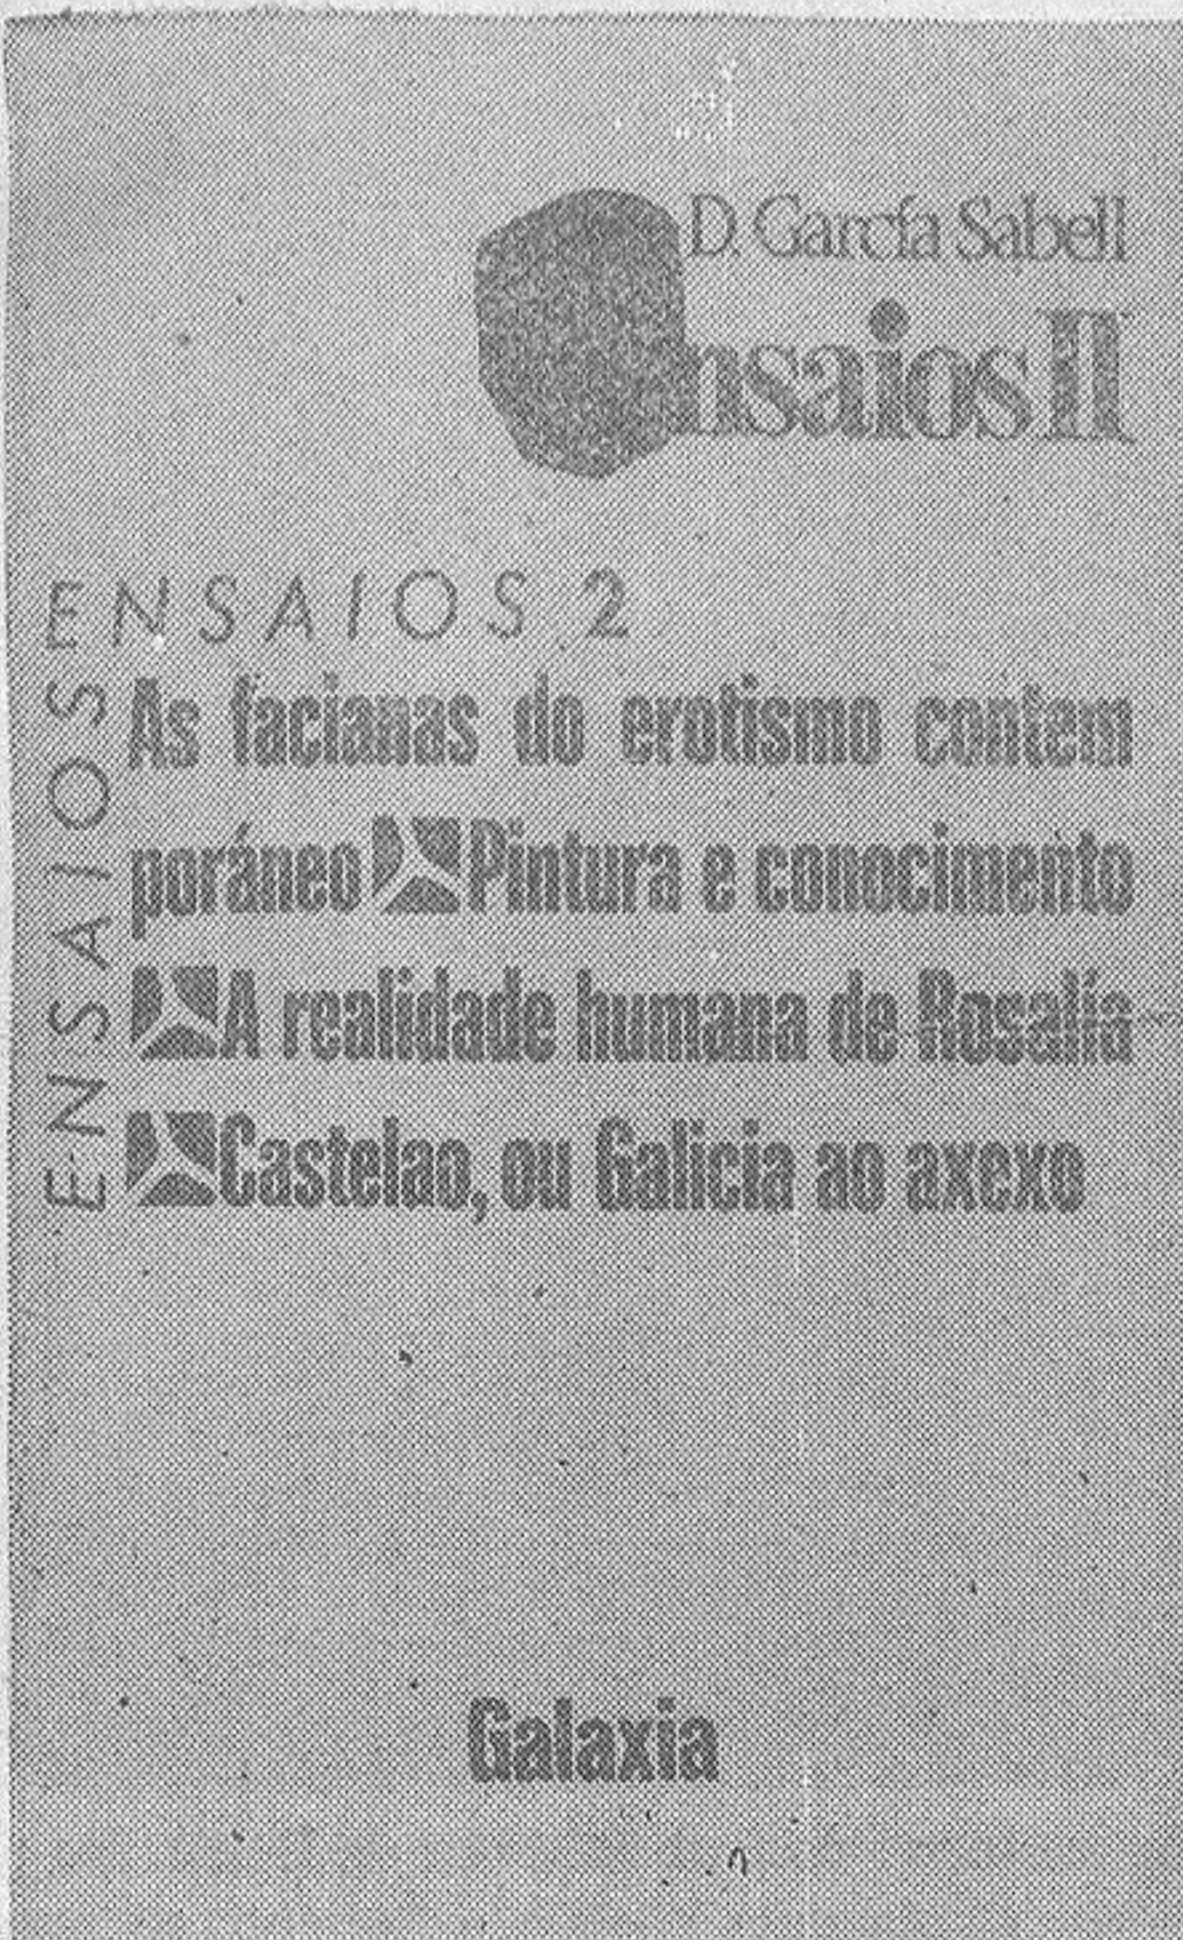 D. García Sabell
nsaios II
ENSAIOS 2
ENSAIOS
As facianas do erotismo contem
poráneo Pintura e conocimento
A realidade humana de Rosalía
Castelao, ou Galicia ao axexo
Galaxia